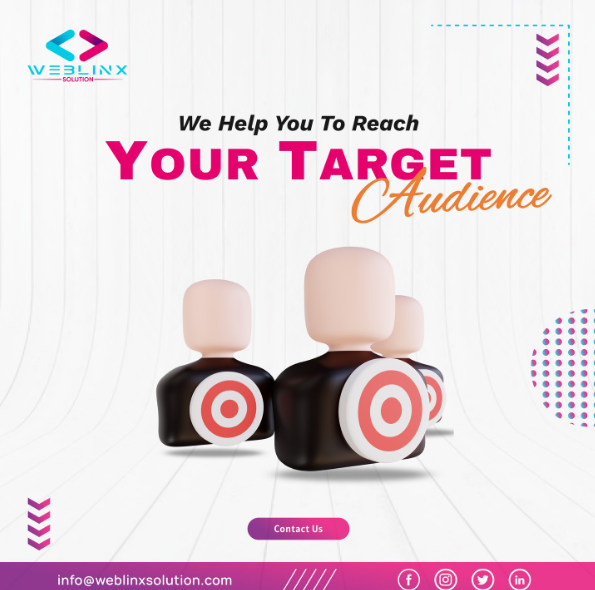 WEBLINX
SOLUTION
We Help You To Reach
YOUR TARGET
Audience
Contact Us
info@weblinxsolution.com